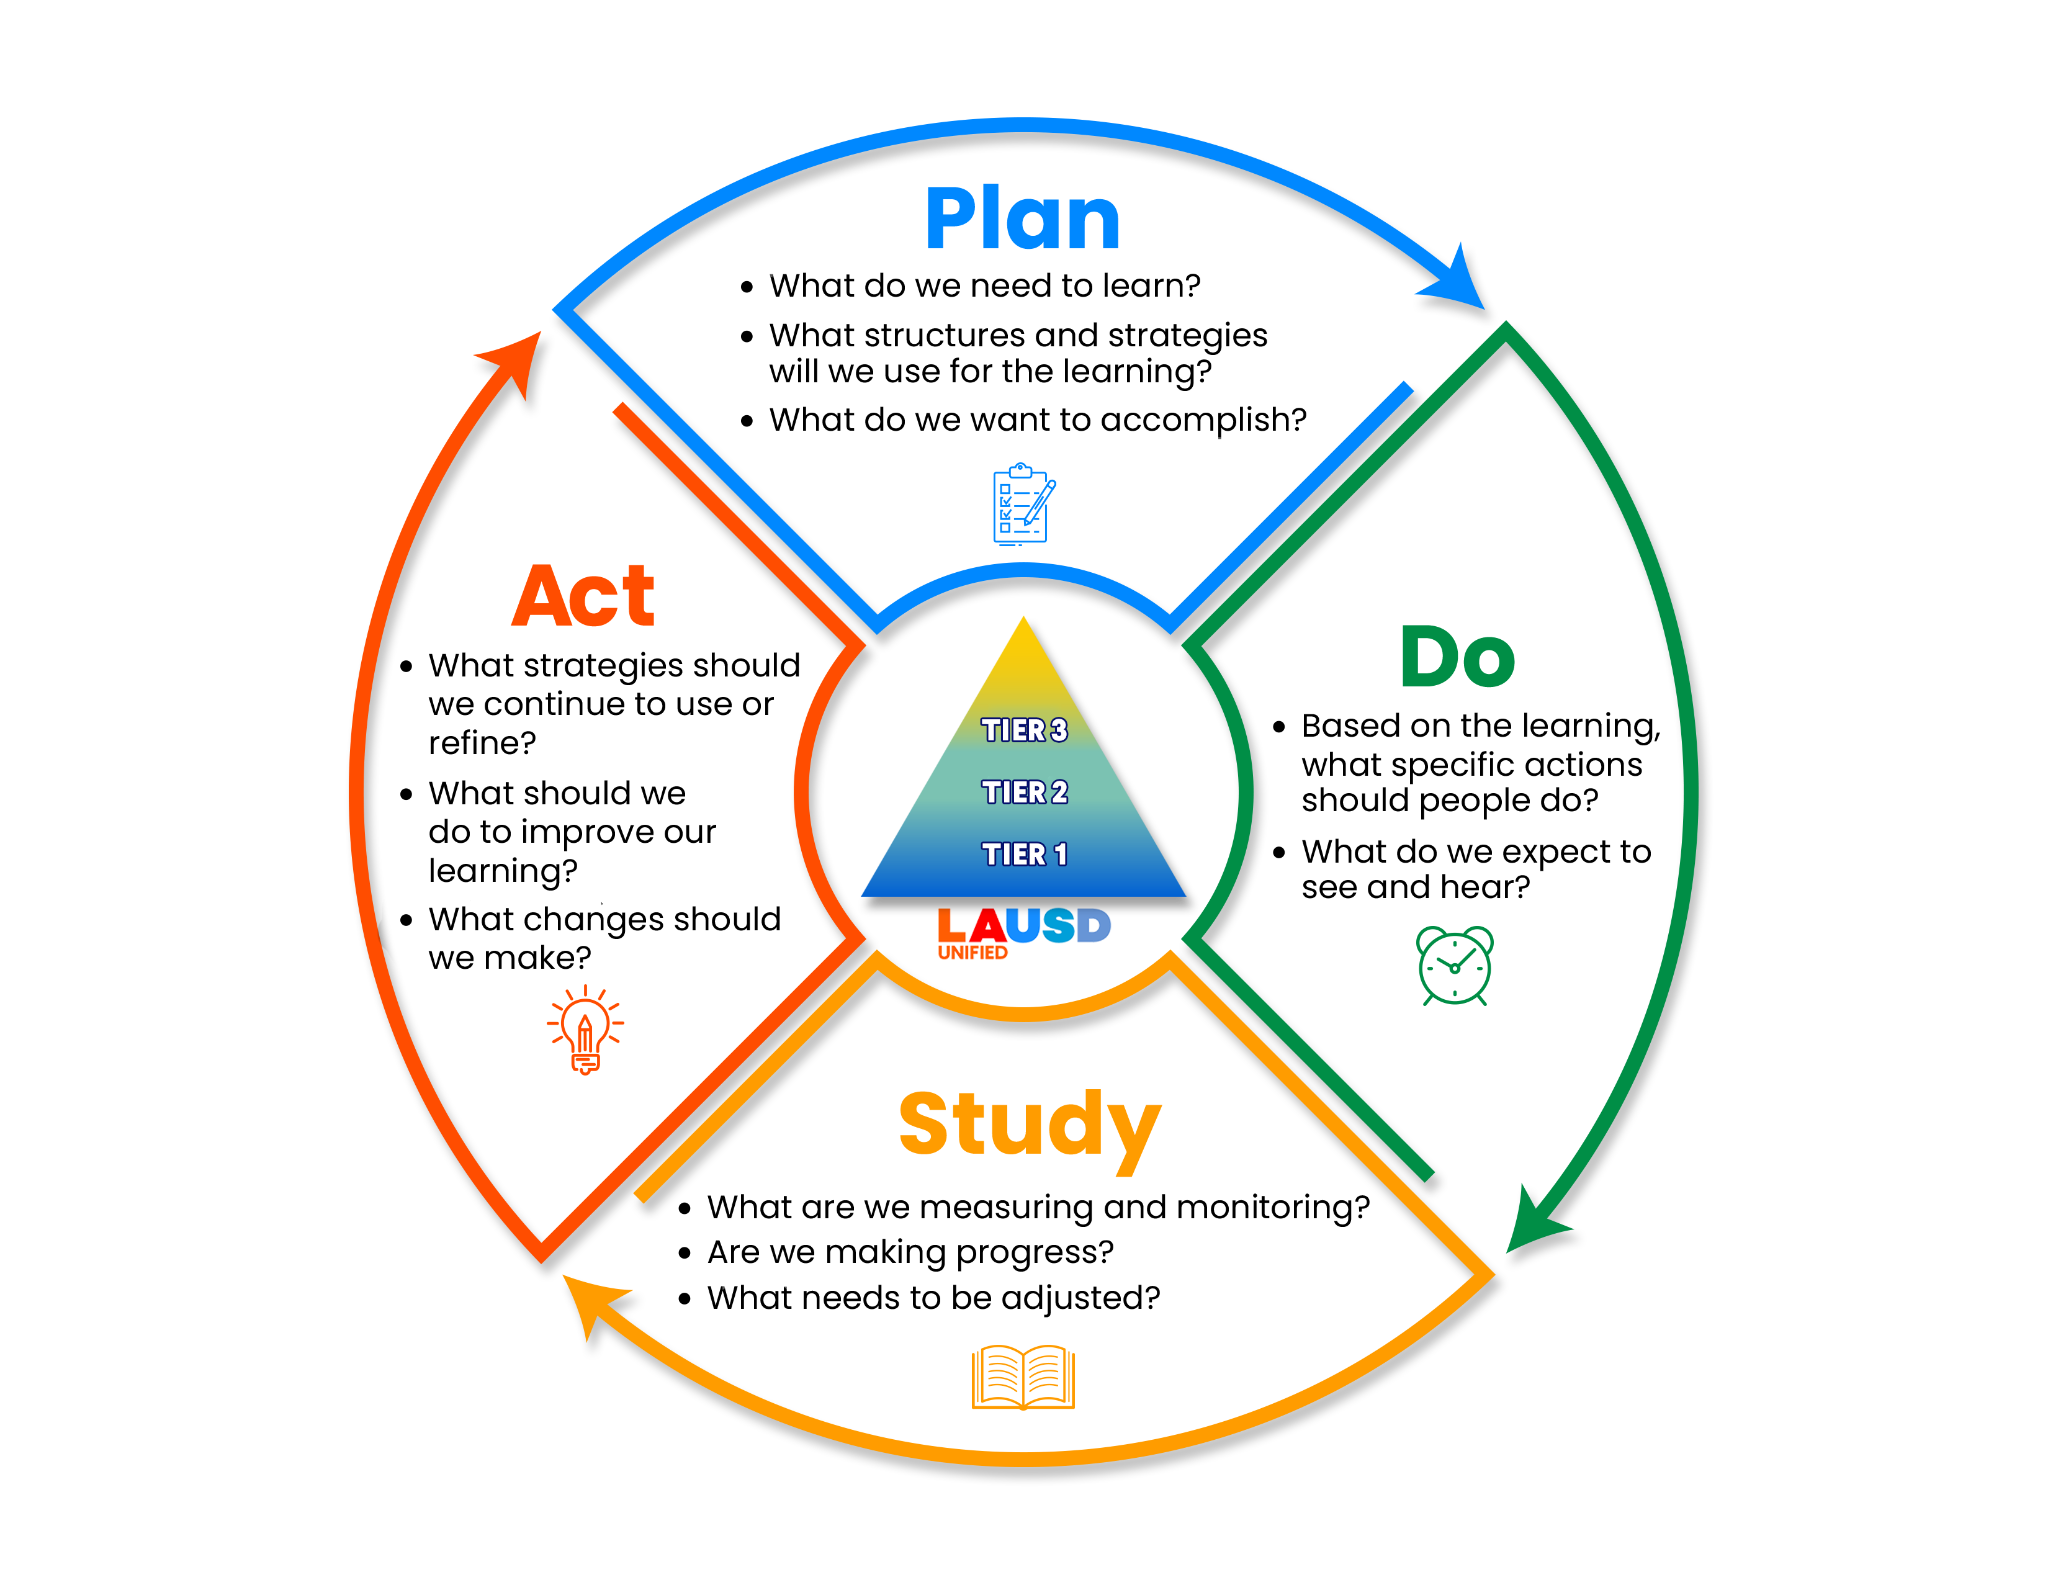 Plan
• What do we need to learn?
• What structures and strategies
will we use for the learning?
• What do we want to accomplish?
Do
• Based on the learning,
what specific actions
should people do?
• What do we expect to
see and hear?
Study
• What are we measuring and monitoring?
• Are we making progress?
• What needs to be adjusted?
Act
• What strategies should
we continue to use or
refine?
• What should we
do to improve our
learning?
• What changes should
we make?
TIER 3
TIER 2
TIER 1
LAUSD
UNIFIED